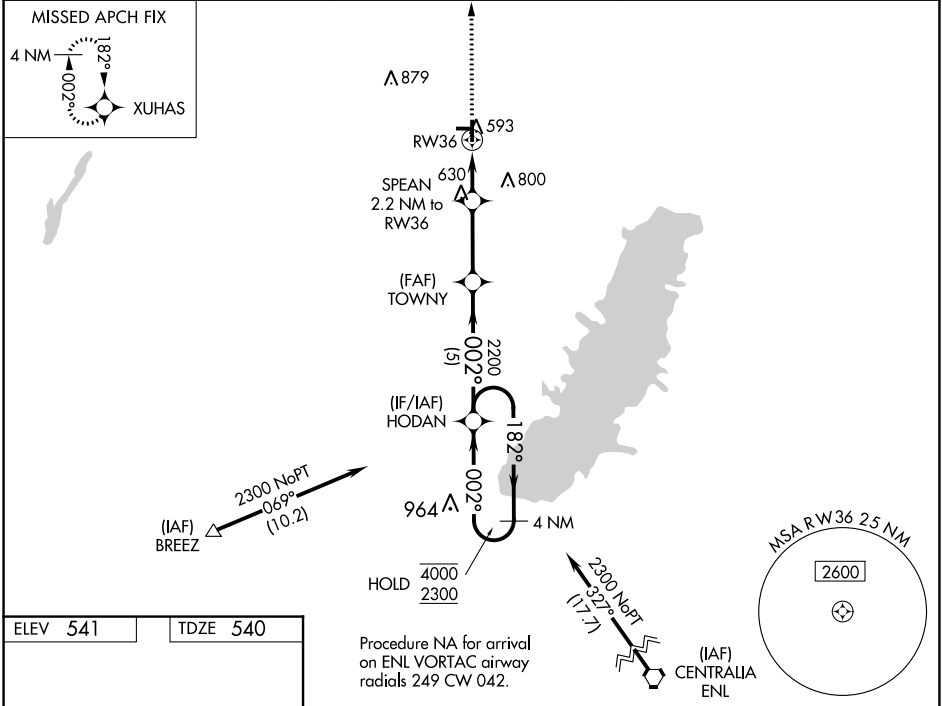 MISSED APCH FIX
4 NM
182°
002°
XUHAS
879
593
RW36
630
800
SPEAN
2.2 NM to
RW36
(FAF)
TOWNY
2200
002°
(5)
(IF/IAF)
HODAN
182°
002°
964
4 NM
2300 NoPT
069°
(10.2)
(IAF)
BREEZ
HOLD
4000
2300
2300 NoPT
327°
(17.7)
(IAF)
CENTRALIA
ENL
MSA RW36 25 NM
2600
ELEV 541
TDZE 540
Procedure NA for arrival
on ENL VORTAC airway
radials 249 CW 042.